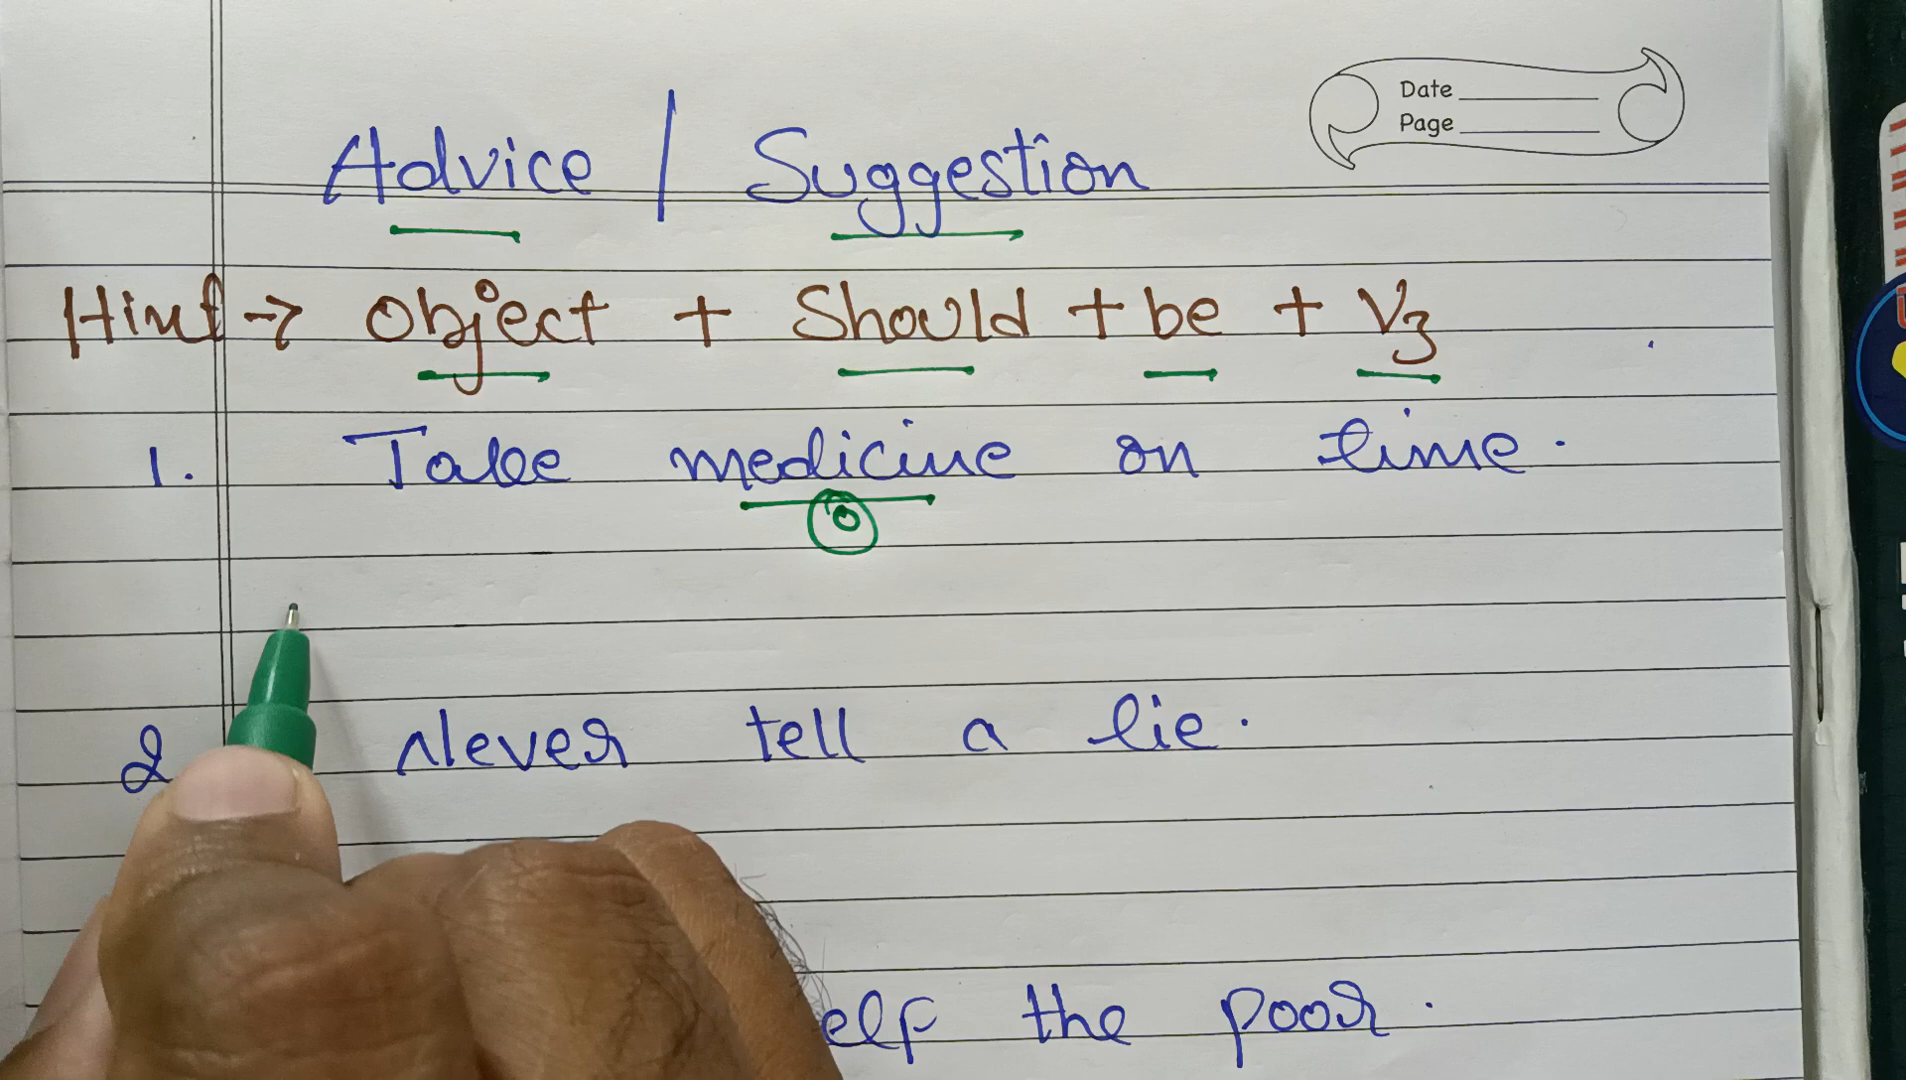 Date
Page
Advice / Suggestion
Hint → Object + Should + be + V3
1. Take medicine on time.
O
2 Never tell a lie.
elp the poor.